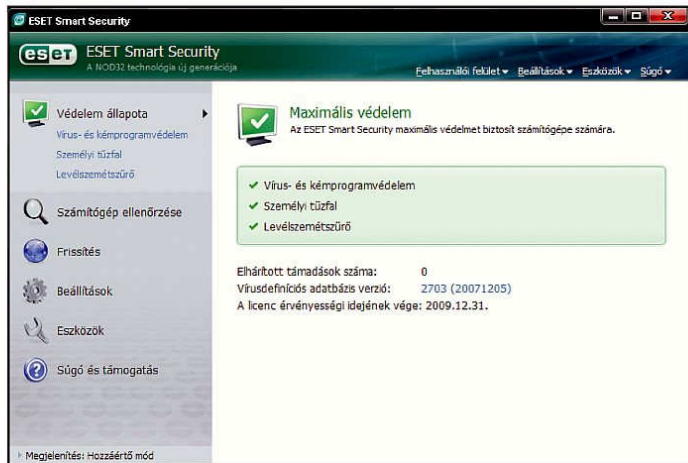 ESET Smart Security
eseT ESET Smart Security
A NOD32 technológia új generációja
Felhasználói felület Beállítások Eszközök Súgó
Védelem állapota
Vírus- és kémprogramvédelem
Személyi tűzfal
Levélszemétszűrő
Számítógép ellenőrzése
Frissítés
Beállítások
Eszközök
Súgó és támogatás
Megjelenítés: Hozzáértő mód
Maximális védelem
Az ESET Smart Security maximális védelmet biztosít számítógépe számára.
Vírus- és kémprogramvédelem
Személyi tűzfal
Levélszemétszűrő
Elhárított támadások száma: 0
Vírusdefiníciós adatbázis verzió: 2703 (20071205)
A licenc érvényességi idejének vége: 2009.12.31.